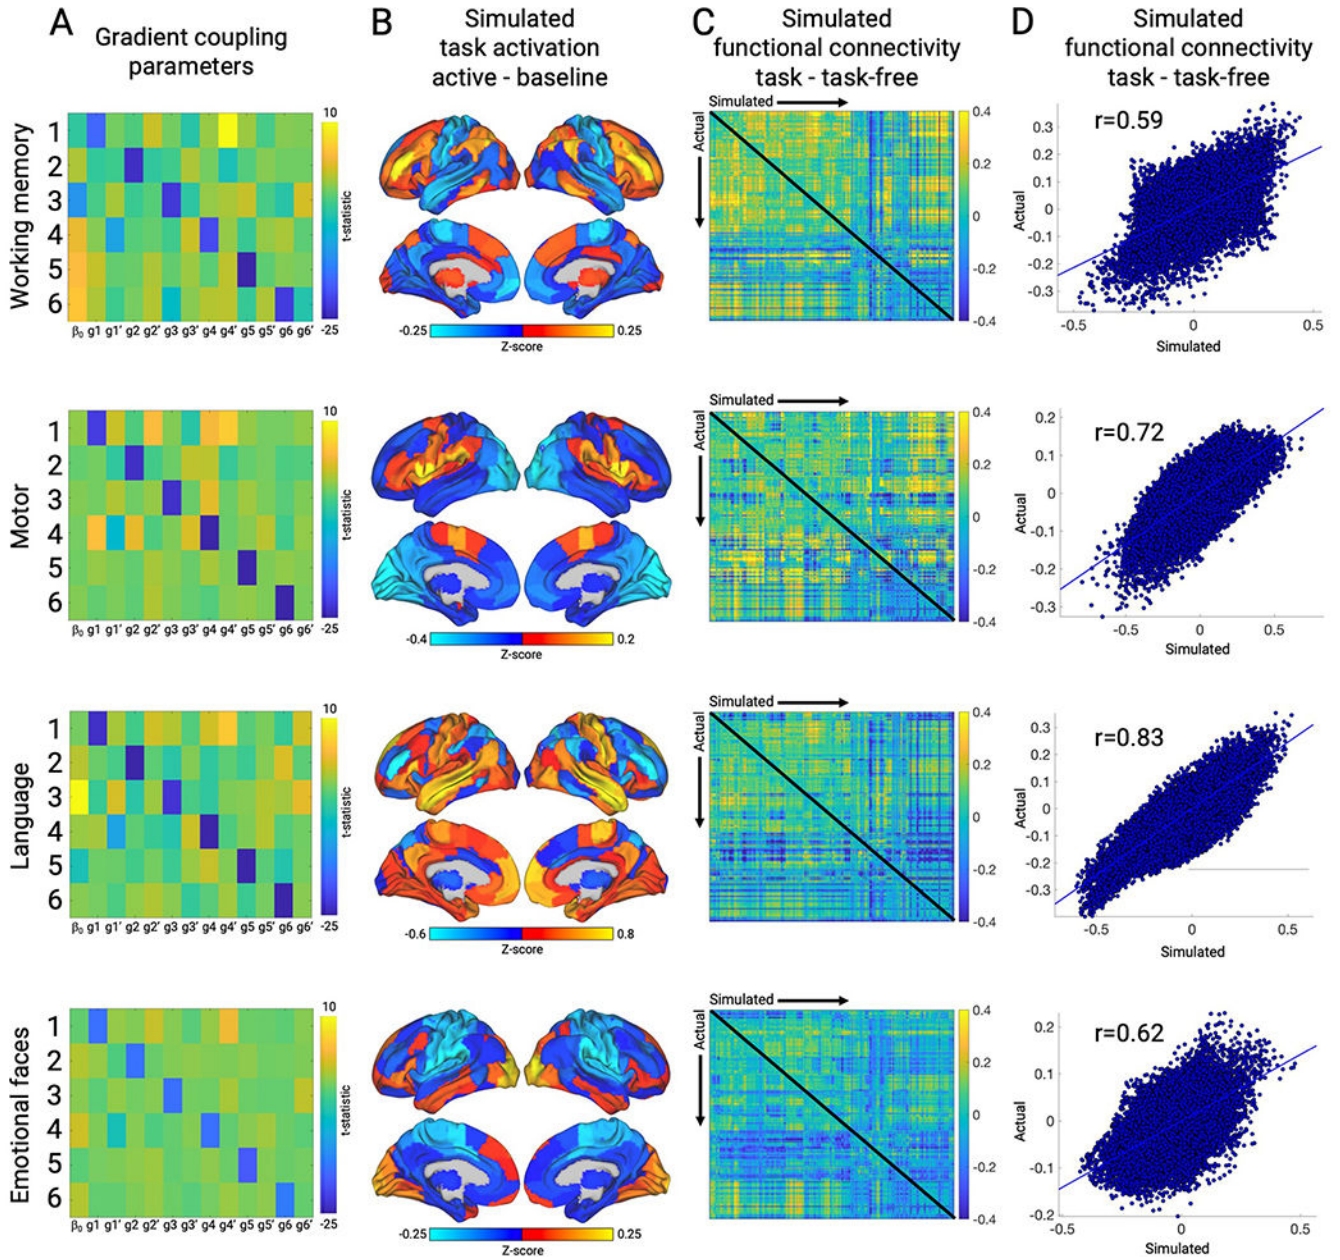 A
Gradient coupling
parameters
B
Simulated
task activation
active - baseline
C
Simulated
functional connectivity
task - task-free
D
Simulated
functional connectivity
task - task-free
Working memory
1
2
3
4
5
6
β₀ g1 g1' g2 g2' g3 g3' g4 g4' g5 g5' g6 g6'
10
t-statistic
-25
-0.25 0.25
Z-score
Simulated
Actual
0.4
0.2
0
-0.2
-0.4
r=0.59
Actual
0.3
0.2
0.1
0
-0.1
-0.2
-0.3
-0.5 0 0.5
Simulated
Motor
1
2
3
4
5
6
β₀ g1 g1' g2 g2' g3 g3' g4 g4' g5 g5' g6 g6'
10
t-statistic
-25
-0.4 0.2
Z-score
Simulated
Actual
0.4
0.2
0
-0.2
-0.4
r=0.72
Actual
0.2
0.1
0
-0.1
-0.2
-0.3
-0.5 0 0.5
Simulated
Language
1
2
3
4
5
6
β₀ g1 g1' g2 g2' g3 g3' g4 g4' g5 g5' g6 g6'
10
t-statistic
-25
-0.6 0.8
Z-score
Simulated
Actual
0.4
0.2
0
-0.2
-0.4
r=0.83
Actual
0.3
0.2
0.1
0
-0.1
-0.2
-0.3
-0.5 0 0.5
Simulated
Emotional faces
1
2
3
4
5
6
β₀ g1 g1' g2 g2' g3 g3' g4 g4' g5 g5' g6 g6'
10
t-statistic
-25
-0.25 0.25
Z-score
Simulated
Actual
0.4
0.2
0
-0.2
-0.4
r=0.62
Actual
0.2
0.1
0
-0.1
-0.2
-0.5 0 0.5
Simulated